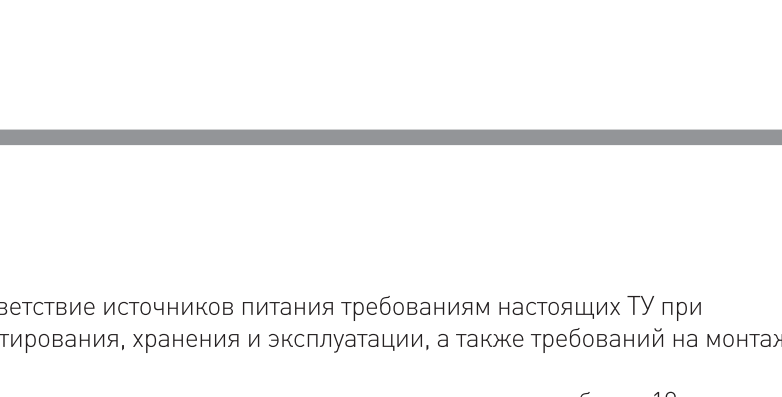 ветствие источников питания требованиям настоящих ТУ при
тирования, хранения и эксплуатации, а также требований на монтаж